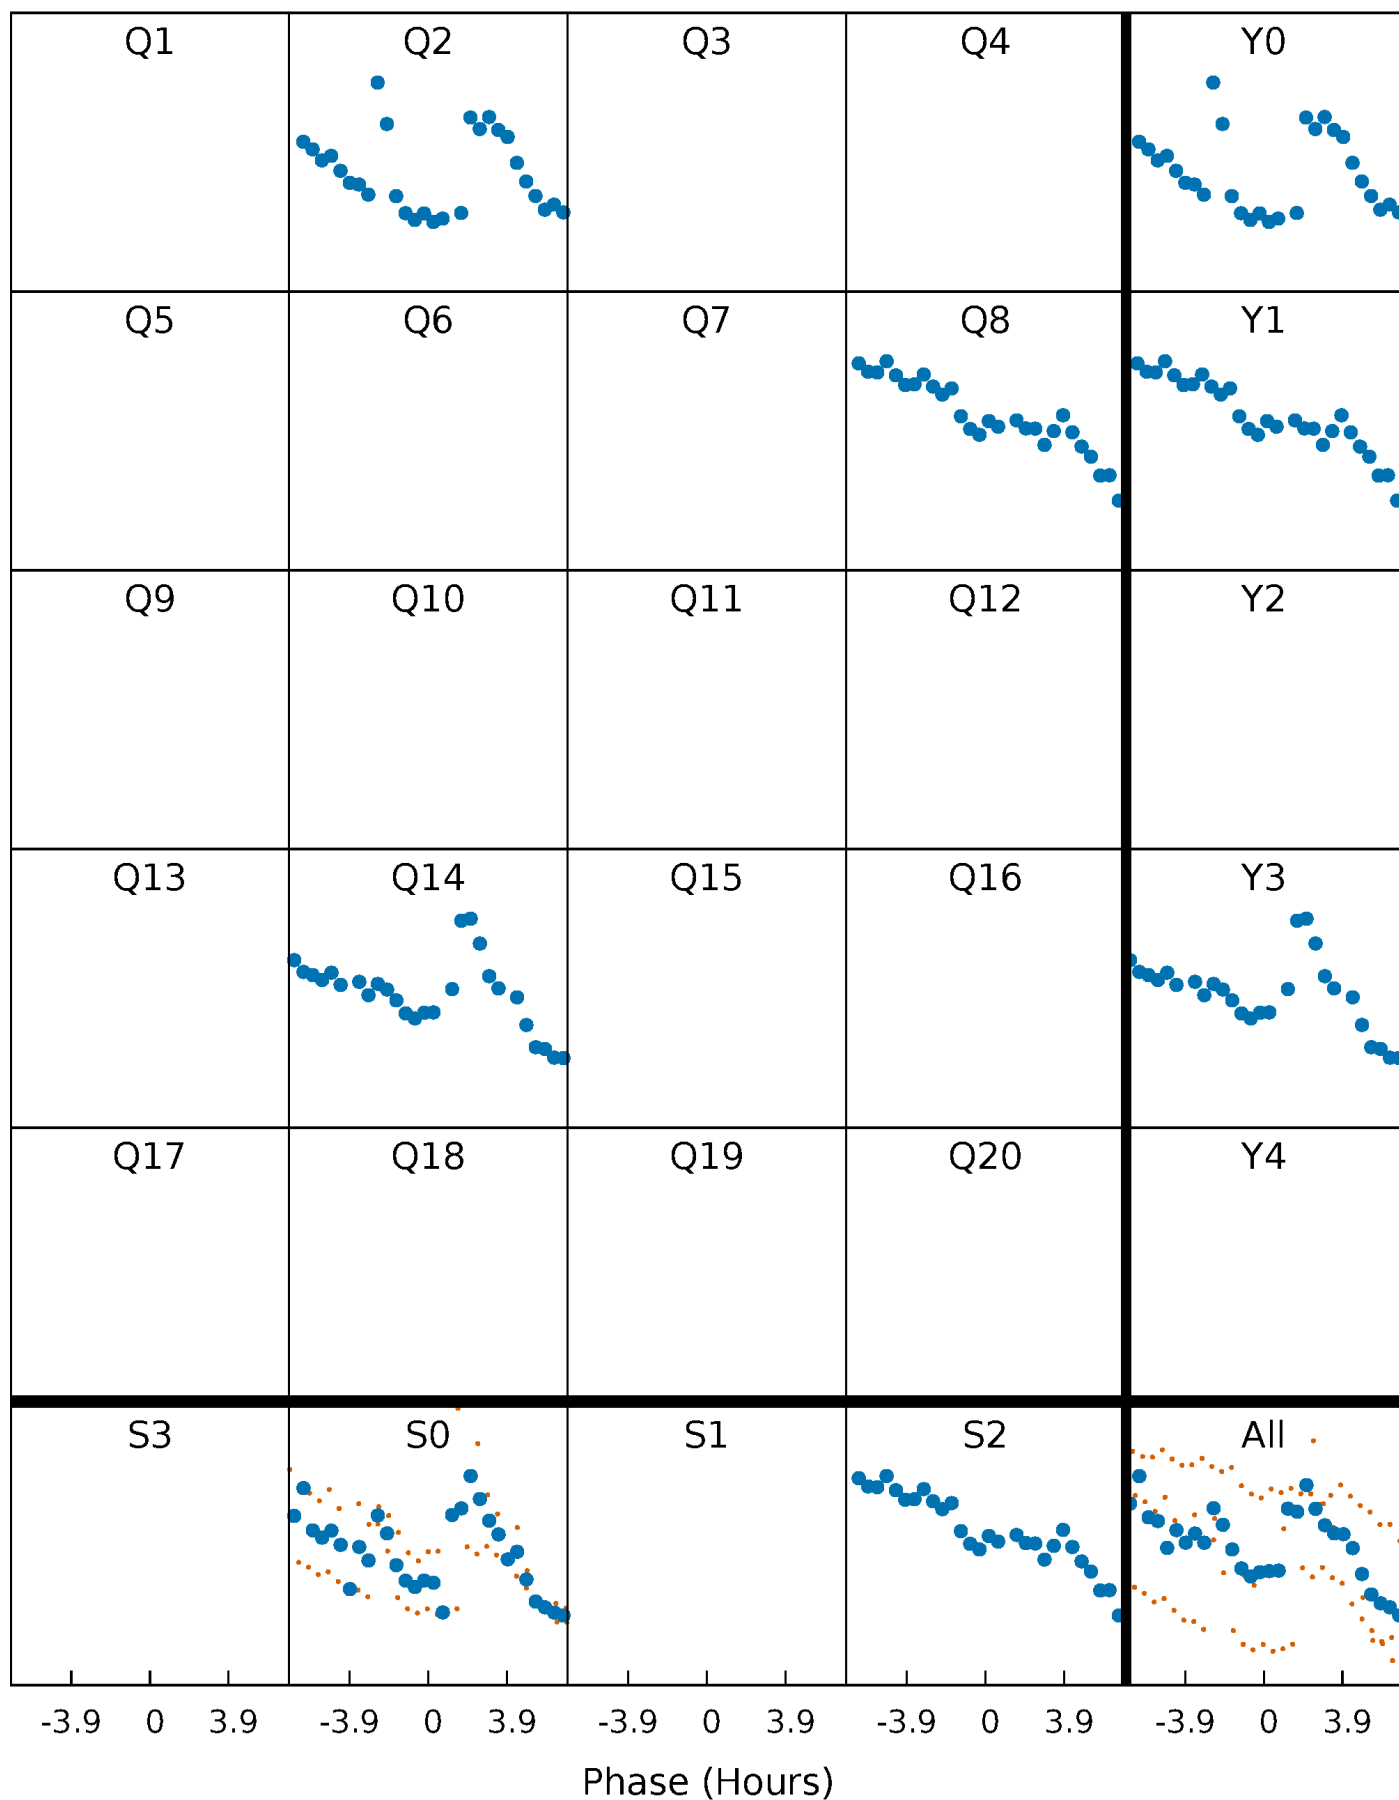 Q1 Q2 Q3 Q4 Y0
Q5 Q6 Q7 Q8 Y1
Q9 Q10 Q11 Q12 Y2
Q13 Q14 Q15 Q16 Y3
Q17 Q18 Q19 Q20 Y4
S3 S0 S1 S2 All
-3.9 0 3.9 -3.9 0 3.9 -3.9 0 3.9 -3.9 0 3.9 -3.9 0 3.9
Phase (Hours)